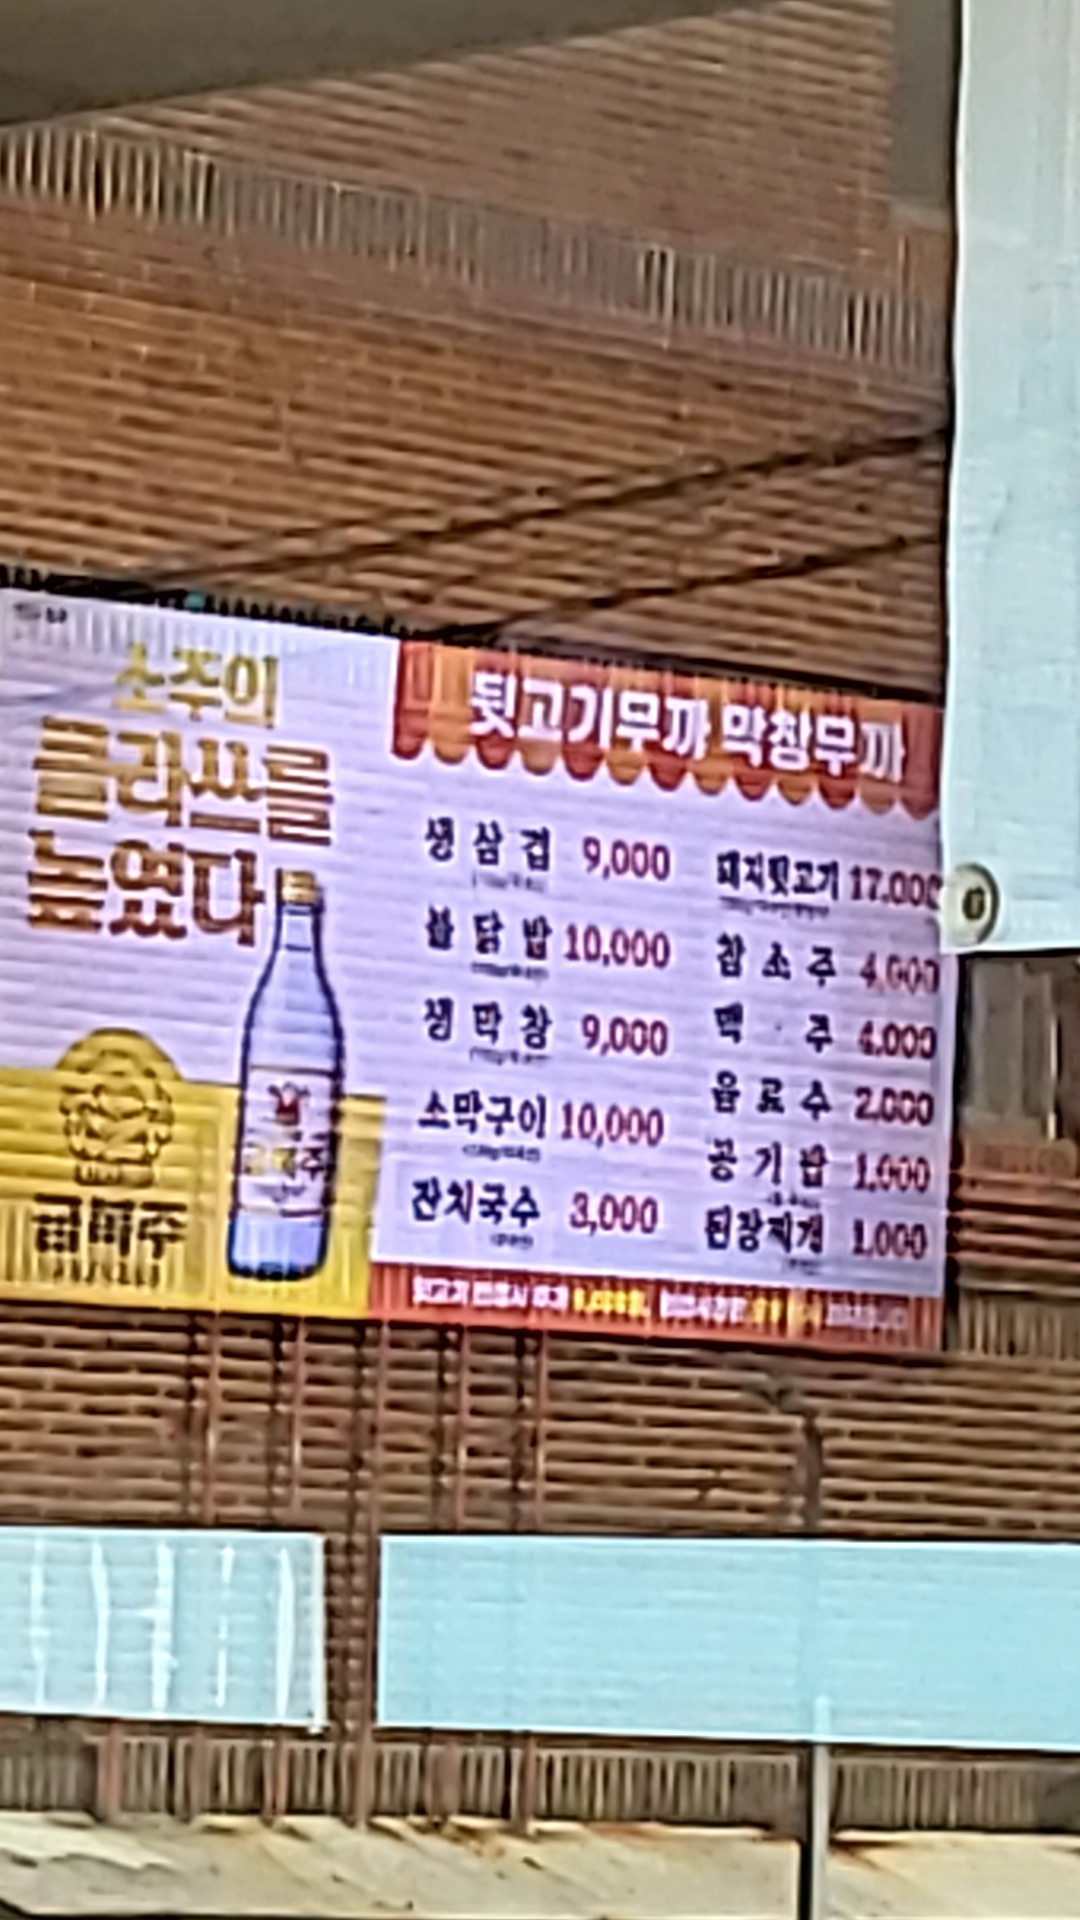 소주의
클라쓰를
높였다
금복주
뒷고기무까 막창무까
생삼겹 9,000
불닭발 10,000
생막창 9,000
소막구이 10,000
잔치국수 3,000
돼지뒷고기 17,000
참소주 4,000
맥주 4,000
음료수 2,000
공기밥 1,000
된장찌개 1,000